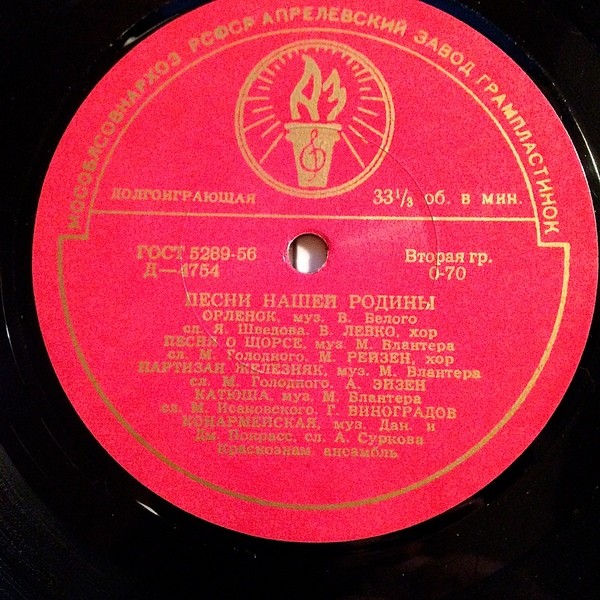 МОСОБЛСОВНАРХОЗ РСФСР АПРЕЛЕВСКИЙ ЗАВОД ГРАМПЛАСТИНОК
АЗ
ДОЛГОИГРАЮЩАЯ 33⅓ об. в мин.
ГОСТ 5289-56 Вторая гр.
Д—4754 0-70
ПЕСНИ НАШЕЙ РОДИНЫ
ОРЛЕНОК, муз. В. Белого
сл. Я. Шведова. В. ЛЕВКО, хор
ПЕСНЯ О ЩОРСЕ, муз. М. Блантера
сл. М. Голодного. М. РЕЙЗЕН, хор
ПАРТИЗАН ЖЕЛЕЗНЯК, муз. М. Блантера
сл. М. Голодного. А. ЭЙЗЕН
КАТЮША, муз. М. Блантера
сл. М. Исаковского. Г. ВИНОГРАДОВ
КОНАРМЕЙСКАЯ, муз. Дан. и
Дм. Покрасс, сл. А. Суркова
Краснознам ансамбль